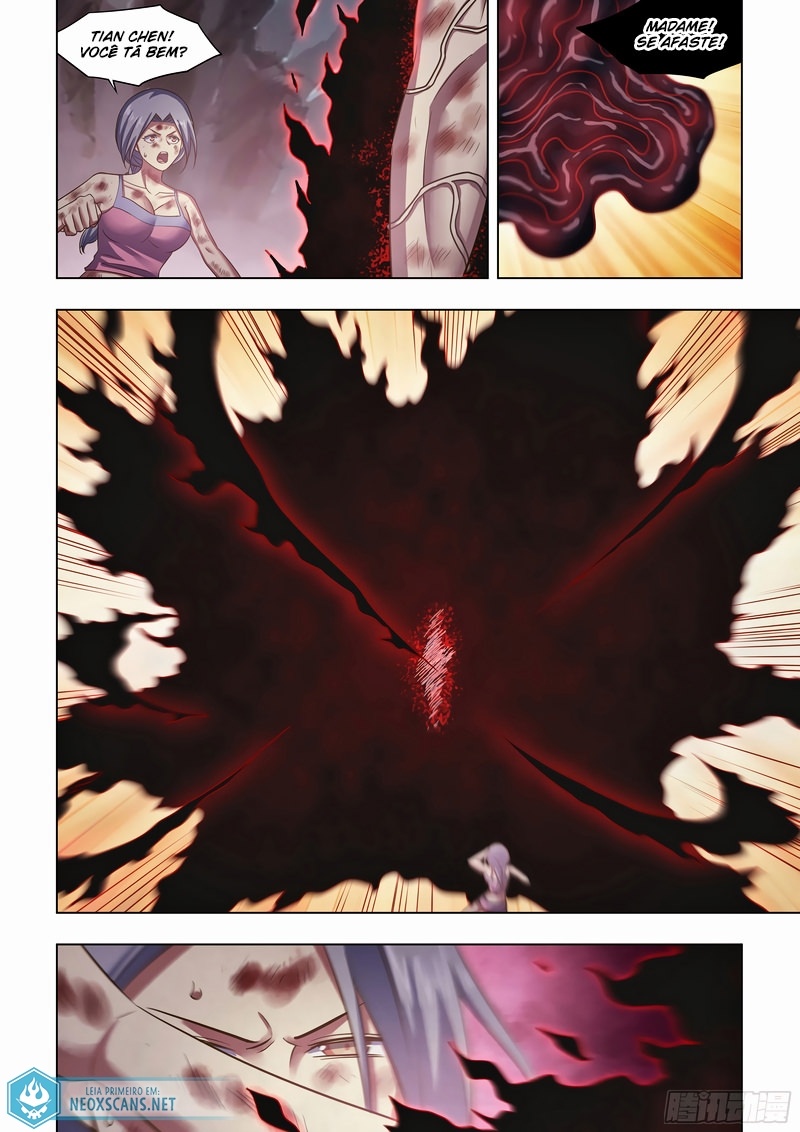 TIAN CHEN!
VOCÊ TÁ BEM?
MADAME!
SE AFASTE!
LEIA PRIMEIRO EM:
NEOXSCANS.NET
腾讯动漫